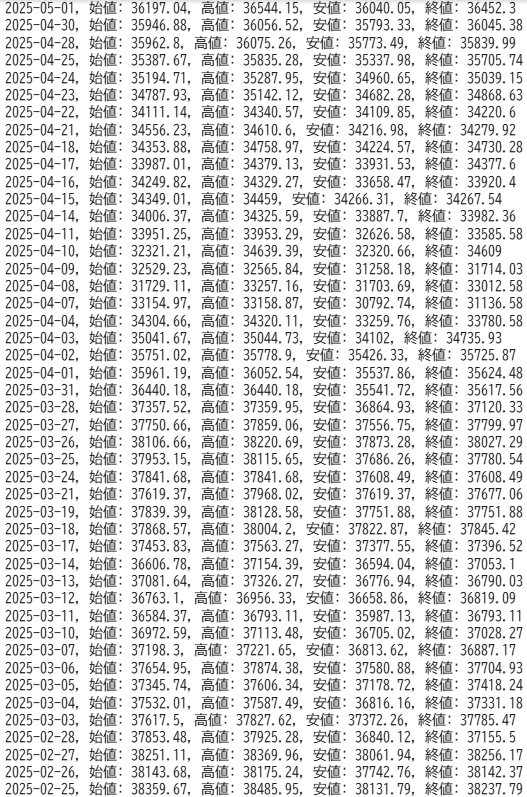 2025-05-01, 始値: 36197.04, 高値: 36544.15, 安値: 36040.05, 終値: 36452.3
2025-04-30, 始値: 35946.88, 高値: 36056.52, 安値: 35793.33, 終値: 36045.38
2025-04-28, 始値: 35962.8, 高値: 36075.26, 安値: 35773.49, 終値: 35839.99
2025-04-25, 始値: 35387.67, 高値: 35835.28, 安値: 35337.98, 終値: 35705.74
2025-04-24, 始値: 35194.71, 高値: 35287.95, 安値: 34960.65, 終値: 35039.15
2025-04-23, 始値: 34787.93, 高値: 35142.12, 安値: 34682.28, 終値: 34868.63
2025-04-22, 始値: 34111.14, 高値: 34340.57, 安値: 34109.85, 終値: 34220.6
2025-04-21, 始値: 34556.23, 高値: 34610.6, 安値: 34216.98, 終値: 34279.92
2025-04-18, 始値: 34353.88, 高値: 34758.97, 安値: 34224.57, 終値: 34730.28
2025-04-17, 始値: 33987.01, 高値: 34379.13, 安値: 33931.53, 終値: 34377.6
2025-04-16, 始値: 34249.82, 高値: 34329.27, 安値: 33658.47, 終値: 33920.4
2025-04-15, 始値: 34349.01, 高値: 34459, 安値: 34266.31, 終値: 34267.54
2025-04-14, 始値: 34006.37, 高値: 34325.59, 安値: 33887.7, 終値: 33982.36
2025-04-11, 始値: 33951.25, 高値: 33953.29, 安値: 32626.58, 終値: 33585.58
2025-04-10, 始値: 32321.21, 高値: 34639.39, 安値: 32320.66, 終値: 34609
2025-04-09, 始値: 32529.23, 高値: 32565.84, 安値: 31258.18, 終値: 31714.03
2025-04-08, 始値: 31729.11, 高値: 33257.16, 安値: 31703.69, 終値: 33012.58
2025-04-07, 始値: 33154.97, 高値: 33158.87, 安値: 30792.74, 終値: 31136.58
2025-04-04, 始値: 34304.66, 高値: 34320.11, 安値: 33259.76, 終値: 33780.58
2025-04-03, 始値: 35041.67, 高値: 35044.73, 安値: 34102, 終値: 34735.93
2025-04-02, 始値: 35751.02, 高値: 35778.9, 安値: 35426.33, 終値: 35725.87
2025-04-01, 始値: 35961.19, 高値: 36052.54, 安値: 35537.86, 終値: 35624.48
2025-03-31, 始値: 36440.18, 高値: 36440.18, 安値: 35541.72, 終値: 35617.56
2025-03-28, 始値: 37357.52, 高値: 37359.95, 安値: 36864.93, 終値: 37120.33
2025-03-27, 始値: 37750.66, 高値: 37859.06, 安値: 37556.75, 終値: 37799.97
2025-03-26, 始値: 38106.66, 高値: 38220.69, 安値: 37873.28, 終値: 38027.29
2025-03-25, 始値: 37953.15, 高値: 38115.65, 安値: 37686.26, 終値: 37780.54
2025-03-24, 始値: 37841.68, 高値: 37841.68, 安値: 37608.49, 終値: 37608.49
2025-03-21, 始値: 37619.37, 高値: 37968.02, 安値: 37619.37, 終値: 37677.06
2025-03-19, 始値: 37839.39, 高値: 38128.58, 安値: 37751.88, 終値: 37751.88
2025-03-18, 始値: 37868.57, 高値: 38004.2, 安値: 37822.87, 終値: 37845.42
2025-03-17, 始値: 37453.83, 高値: 37563.27, 安値: 37377.55, 終値: 37396.52
2025-03-14, 始値: 36606.78, 高値: 37154.39, 安値: 36594.04, 終値: 37053.1
2025-03-13, 始値: 37081.64, 高値: 37326.27, 安値: 36776.94, 終値: 36790.03
2025-03-12, 始値: 36763.1, 高値: 36956.33, 安値: 36658.86, 終値: 36819.09
2025-03-11, 始値: 36584.37, 高値: 36793.11, 安値: 35987.13, 終値: 36793.11
2025-03-10, 始値: 36972.59, 高値: 37113.48, 安値: 36705.02, 終値: 37028.27
2025-03-07, 始値: 37198.3, 高値: 37221.65, 安値: 36813.62, 終値: 36887.17
2025-03-06, 始値: 37654.95, 高値: 37874.38, 安値: 37580.88, 終値: 37704.93
2025-03-05, 始値: 37345.74, 高値: 37606.34, 安値: 37178.72, 終値: 37418.24
2025-03-04, 始値: 37532.01, 高値: 37587.49, 安値: 36816.16, 終値: 37331.18
2025-03-03, 始値: 37617.5, 高値: 37827.62, 安値: 37372.26, 終値: 37785.47
2025-02-28, 始値: 37853.48, 高値: 37925.28, 安値: 36840.12, 終値: 37155.5
2025-02-27, 始値: 38251.11, 高値: 38369.96, 安値: 38061.94, 終値: 38256.17
2025-02-26, 始値: 38143.68, 高値: 38175.24, 安値: 37742.76, 終値: 38142.37
2025-02-25, 始値: 38359.67, 高値: 38485.95, 安値: 38131.79, 終値: 38237.79